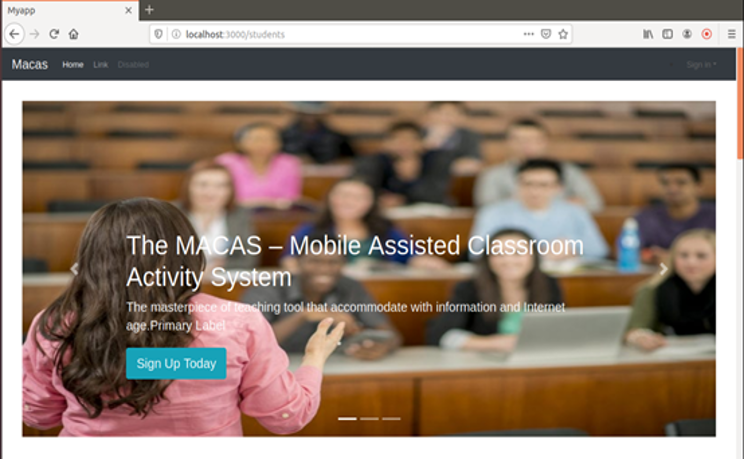 Myapp
localhost:3000/students
Macas Home Link Disabled Sign in
The MACAS – Mobile Assisted Classroom
Activity System
The masterpiece of teaching tool that accommodate with information and Internet
age.Primary Label
Sign Up Today